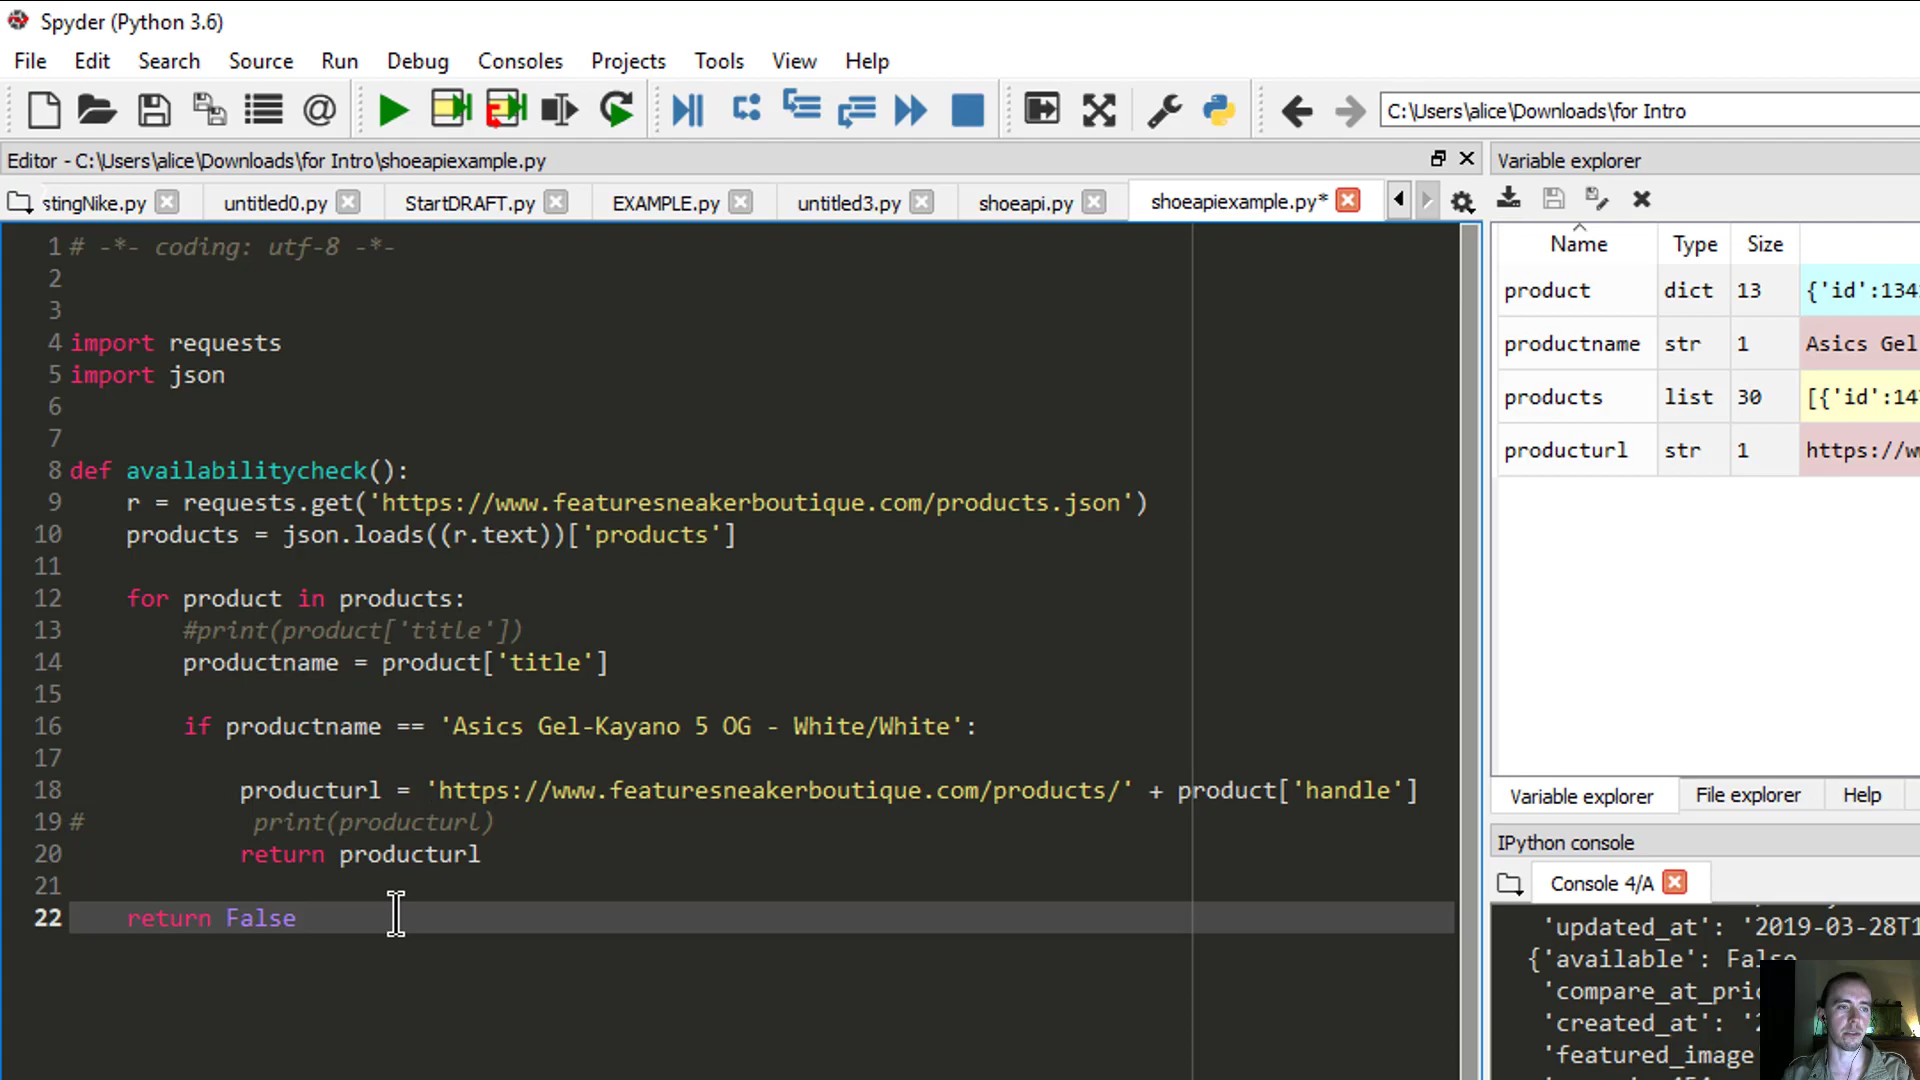 Spyder (Python 3.6)
File Edit Search Source Run Debug Consoles Projects Tools View Help
C:\Users\alice\Downloads\for Intro
Editor - C:\Users\alice\Downloads\for Intro\shoeapiexample.py
stingNike.py untitled0.py StartDRAFT.py EXAMPLE.py untitled3.py shoeapi.py shoeapiexample.py*
1 # -*- coding: utf-8 -*-
2
3
4 import requests
5 import json
6
7
8 def availabilitycheck():
9 r = requests.get('https://www.featuresneakerboutique.com/products.json')
10 products = json.loads((r.text))['products']
11
12 for product in products:
13 #print(product['title'])
14 productname = product['title']
15
16 if productname == 'Asics Gel-Kayano 5 OG - White/White':
17
18 producturl = 'https://www.featuresneakerboutique.com/products/' + product['handle']
19 # print(producturl)
20 return producturl
21
22 return False
Variable explorer
Name Type Size
product dict 13 {'id':134
productname str 1 Asics Gel
products list 30 [{'id':14
producturl str 1 https://w
Variable explorer File explorer Help
IPython console
Console 4/A
'updated_at': '2019-03-28T1
{'available': False
'compare_at_pri
'created_at': '
'featured_image